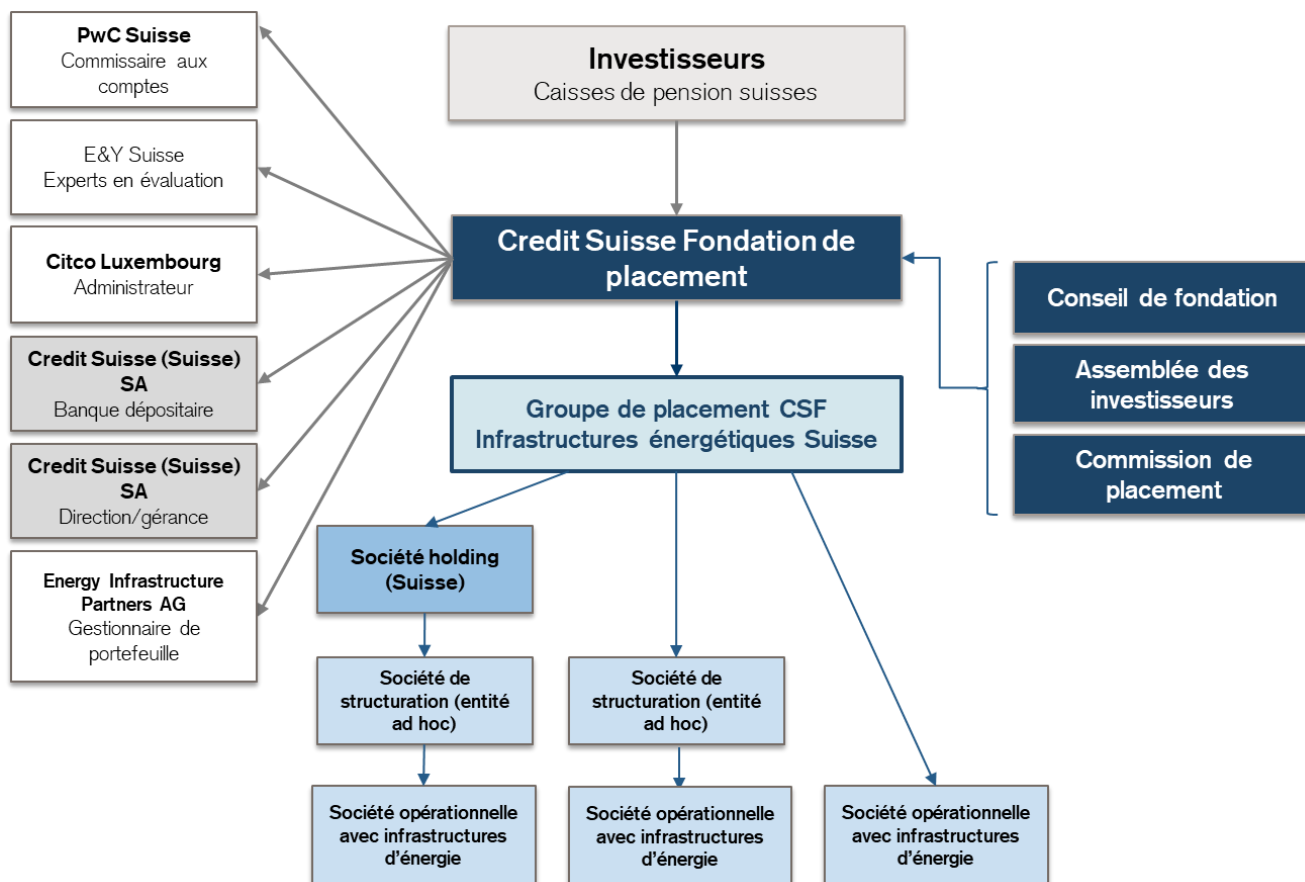 PwC Suisse
Commissaire aux
comptes
E&Y Suisse
Experts en évaluation
Citco Luxembourg
Administrateur
Credit Suisse (Suisse)
SA
Banque dépositaire
Credit Suisse (Suisse)
SA
Direction/gérance
Energy Infrastructure
Partners AG
Gestionnaire de
portefeuille
Investisseurs
Caisses de pension suisses
Credit Suisse Fondation de
placement
Conseil de fondation
Assemblée des
investisseurs
Commission de
placement
Groupe de placement CSF
Infrastructures énergétiques Suisse
Société holding
(Suisse)
Société de
structuration (entité
ad hoc)
Société de
structuration (entité
ad hoc)
Société opérationnelle
avec infrastructures
d'énergie
Société opérationnelle
avec infrastructures
d'énergie
Société opérationnelle
avec infrastructures
d'énergie